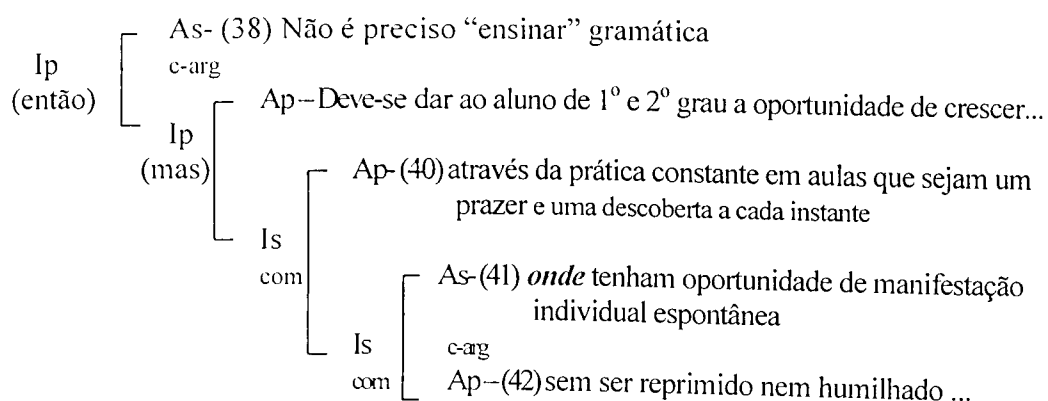 As- (38) Não é preciso “ensinar” gramática
Ip c-arg
(então) Ap–Deve-se dar ao aluno de 1º e 2º grau a oportunidade de crescer...
Ip
(mas) Ap- (40) através da prática constante em aulas que sejam um
prazer e uma descoberta a cada instante
Is
com As- (41) onde tenham oportunidade de manifestação
individual espontânea
Is c-arg
com Ap–(42) sem ser reprimido nem humilhado ...